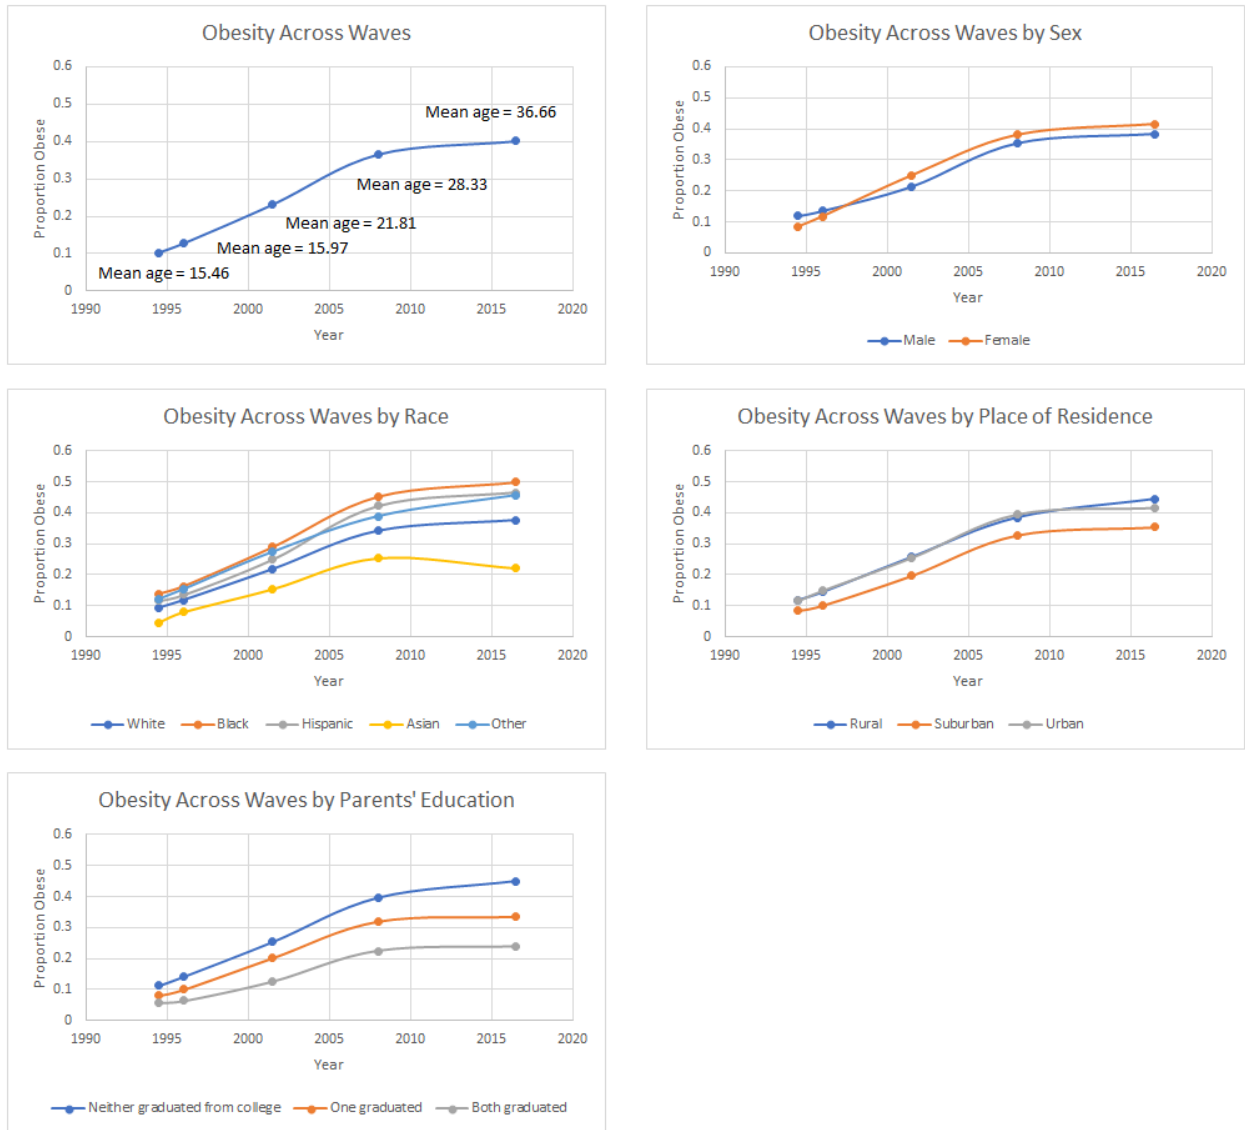 Obesity Across Waves
0.6
0.5
0.4
0.3
0.2
0.1
0
Proportion Obese
Mean age = 36.66
Mean age = 28.33
Mean age = 21.81
Mean age = 15.97
Mean age = 15.46
1990 1995 2000 2005 2010 2015 2020
Year
Obesity Across Waves by Sex
0.6
0.5
0.4
0.3
0.2
0.1
0
Proportion Obese
1990 1995 2000 2005 2010 2015 2020
Year
Male Female
Obesity Across Waves by Race
0.6
0.5
0.4
0.3
0.2
0.1
0
Proportion Obese
1990 1995 2000 2005 2010 2015 2020
Year
White Black Hispanic Asian Other
Obesity Across Waves by Place of Residence
0.6
0.5
0.4
0.3
0.2
0.1
0
Proportion Obese
1990 1995 2000 2005 2010 2015 2020
Year
Rural Suburban Urban
Obesity Across Waves by Parents' Education
0.6
0.5
0.4
0.3
0.2
0.1
0
Proportion Obese
1990 1995 2000 2005 2010 2015 2020
Year
Neither graduated from college One graduated Both graduated